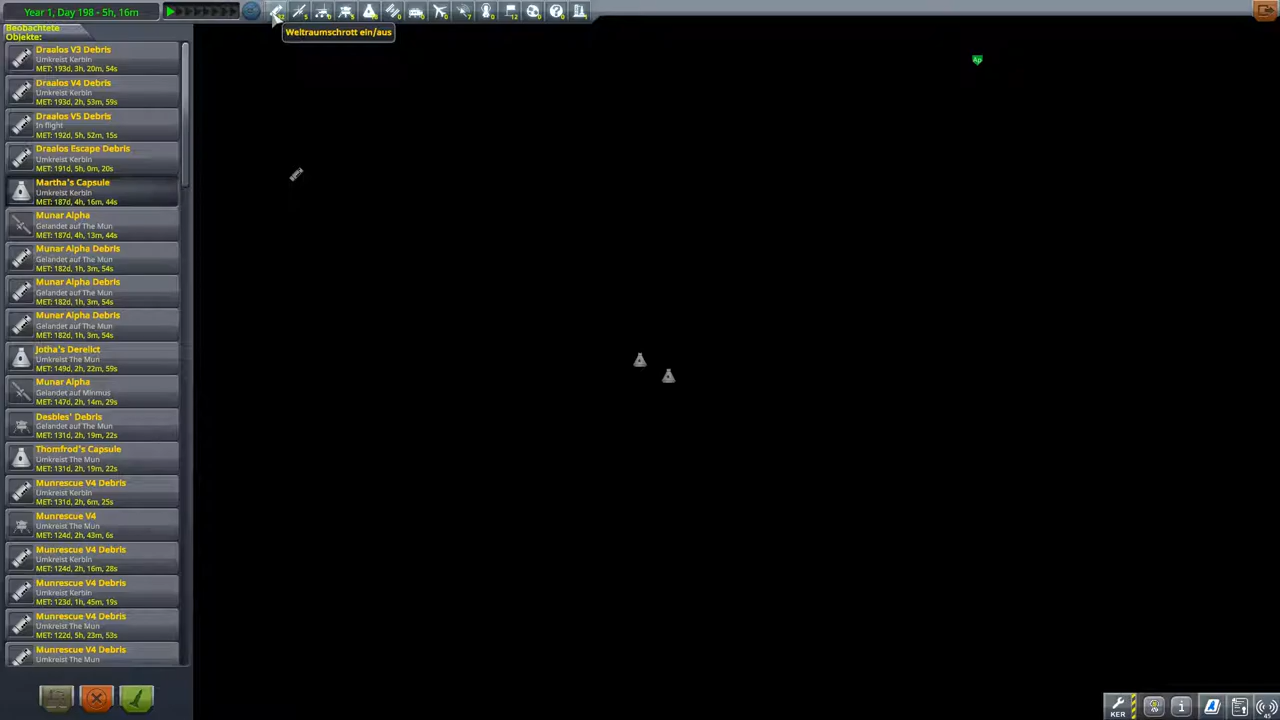 Year 1, Day 198 - 5h, 16m
Weltraumschrott ein/aus
Beobachtete
Objekte:
Draalos V3 Debris
Umkreist Kerbin
MET: 193d, 3h, 20m, 54s
Draalos V4 Debris
Umkreist Kerbin
MET: 193d, 2h, 53m, 59s
Draalos V5 Debris
In flight
MET: 192d, 5h, 52m, 15s
Draalos Escape Debris
Umkreist Kerbin
MET: 191d, 5h, 0m, 20s
Martha's Capsule
Umkreist Kerbin
MET: 187d, 4h, 16m, 44s
Munar Alpha
Gelandet auf The Mun
MET: 187d, 4h, 13m, 44s
Munar Alpha Debris
Gelandet auf The Mun
MET: 182d, 1h, 3m, 54s
Munar Alpha Debris
Gelandet auf The Mun
MET: 182d, 1h, 3m, 54s
Munar Alpha Debris
Gelandet auf The Mun
MET: 182d, 1h, 3m, 54s
Jotha's Derelict
Umkreist The Mun
MET: 149d, 2h, 22m, 59s
Munar Alpha
Gelandet auf Minmus
MET: 147d, 2h, 14m, 29s
Desbles' Debris
Gelandet auf The Mun
MET: 131d, 2h, 19m, 22s
Thomfrod's Capsule
Umkreist The Mun
MET: 131d, 2h, 19m, 22s
Munrescue V4 Debris
Umkreist Kerbin
MET: 131d, 2h, 6m, 25s
Munrescue V4
Umkreist The Mun
MET: 124d, 2h, 43m, 6s
Munrescue V4 Debris
Umkreist Kerbin
MET: 124d, 2h, 16m, 28s
Munrescue V4 Debris
Umkreist Kerbin
MET: 123d, 1h, 45m, 19s
Munrescue V4 Debris
Umkreist The Mun
MET: 122d, 5h, 23m, 53s
Munrescue V4 Debris
Umkreist The Mun
Ap
KER